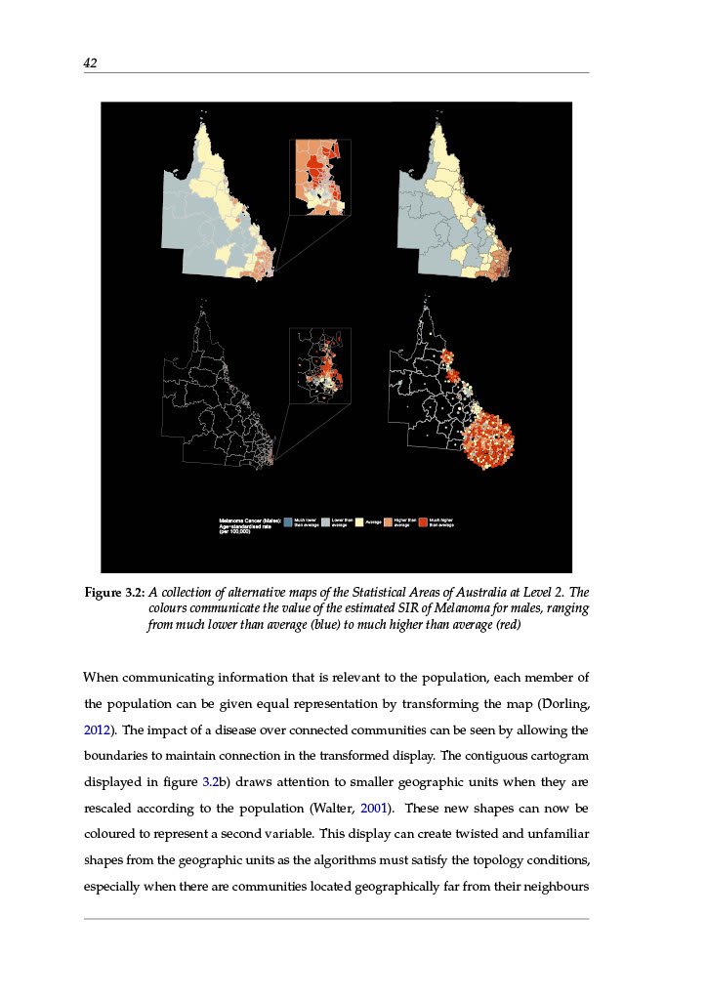 42
Melanoma Cancer (Males):
Age-standardised rate
(per 100,000)
Much lower
than average
Lower than
average
Average
Higher than
average
Much higher
than average
Figure 3.2: A collection of alternative maps of the Statistical Areas of Australia at Level 2. The
colours communicate the value of the estimated SIR of Melanoma for males, ranging
from much lower than average (blue) to much higher than average (red)
When communicating information that is relevant to the population, each member of
the population can be given equal representation by transforming the map (Dorling,
2012). The impact of a disease over connected communities can be seen by allowing the
boundaries to maintain connection in the transformed display. The contiguous cartogram
displayed in figure 3.2b) draws attention to smaller geographic units when they are
rescaled according to the population (Walter, 2001). These new shapes can now be
coloured to represent a second variable. This display can create twisted and unfamiliar
shapes from the geographic units as the algorithms must satisfy the topology conditions,
especially when there are communities located geographically far from their neighbours